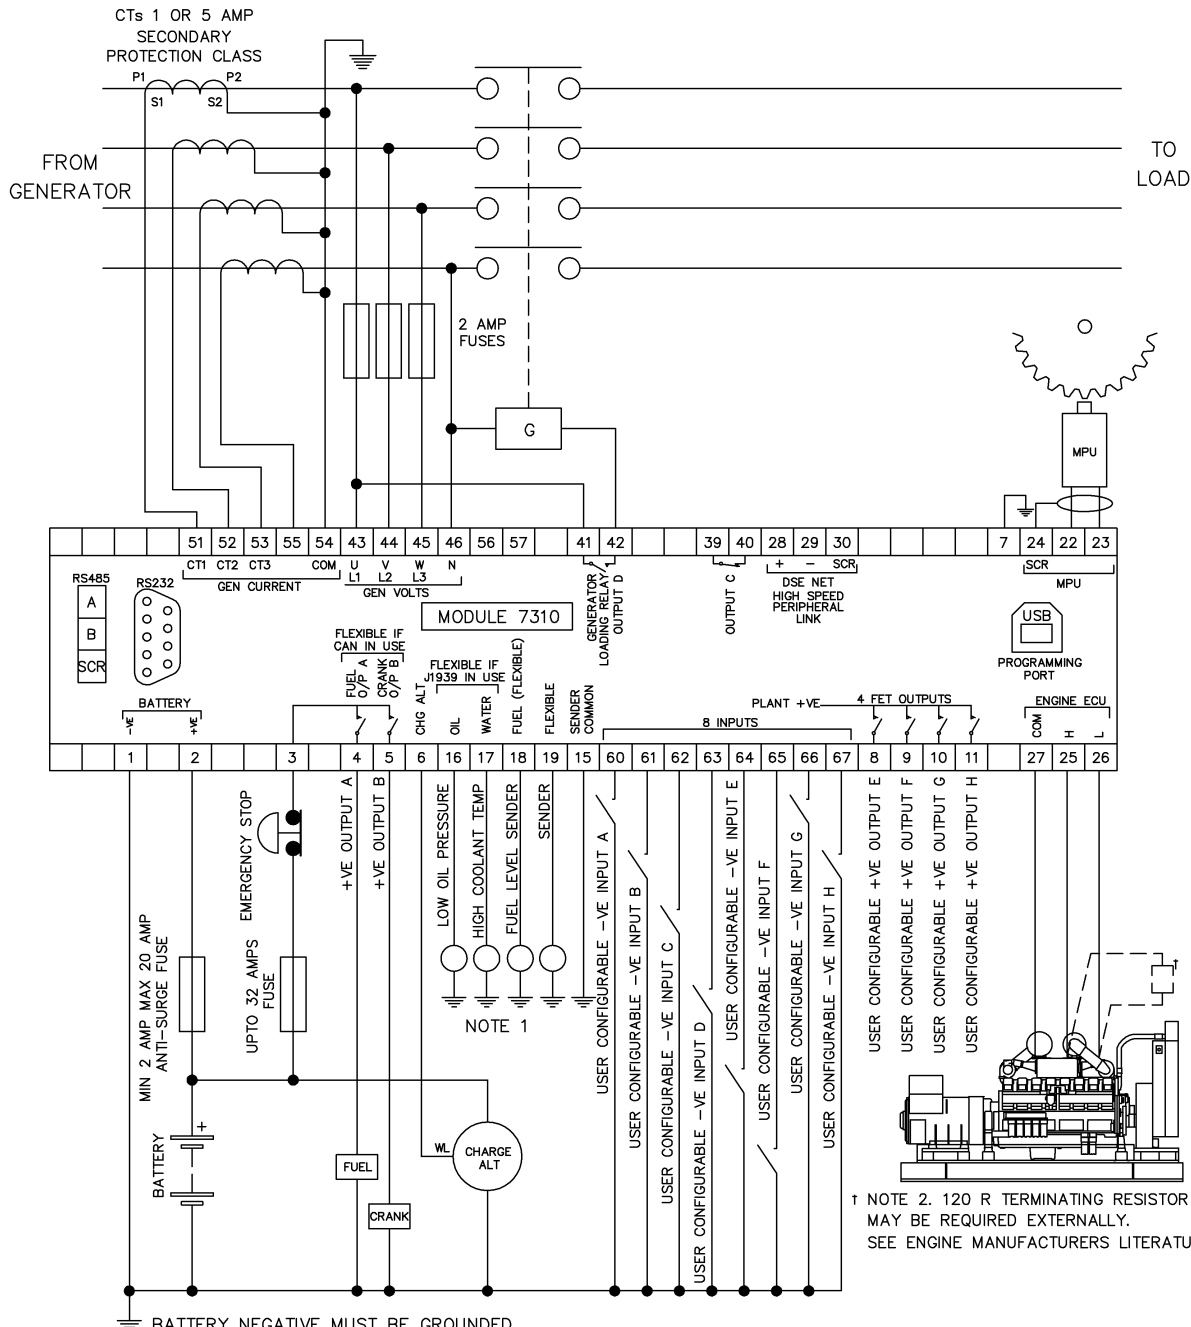 CTs 1 OR 5 AMP
SECONDARY
PROTECTION CLASS
P1
P2
S1
S2
FROM
GENERATOR
TO
LOAD
2 AMP
FUSES
G
MPU
51
52
53
55
54
43
44
45
46
56
57
41
42
39
40
28
29
30
7
24
22
23
CT1
CT2
CT3
COM
U
V
W
N
L1
L2
L3
GEN CURRENT
GEN VOLTS
+
−
SCR
DSE NET
HIGH SPEED
PERIPHERAL
LINK
SCR
MPU
RS485
A
B
SCR
RS232
MODULE 7310
GENERATOR
LOADING RELAY
OUTPUT D
OUTPUT C
USB
PROGRAMMING
PORT
FLEXIBLE IF
CAN IN USE
FUEL
O/P A
CRANK
O/P B
FLEXIBLE IF
J1939 IN USE
BATTERY
-VE
+VE
CHG ALT
OIL
WATER
FUEL (FLEXIBLE)
FLEXIBLE
SENDER
COMMON
8 INPUTS
PLANT +VE
4 FET OUTPUTS
ENGINE ECU
COM
H
L
1
2
3
4
5
6
16
17
18
19
15
60
61
62
63
64
65
66
67
8
9
10
11
27
25
26
MIN 2 AMP MAX 20 AMP
ANTI-SURGE FUSE
EMERGENCY STOP
UPTO 32 AMPS
FUSE
+VE OUTPUT A
+VE OUTPUT B
LOW OIL PRESSURE
HIGH COOLANT TEMP
FUEL LEVEL SENDER
SENDER
NOTE 1
USER CONFIGURABLE -VE INPUT A
USER CONFIGURABLE -VE INPUT B
USER CONFIGURABLE -VE INPUT C
USER CONFIGURABLE -VE INPUT D
USER CONFIGURABLE -VE INPUT E
USER CONFIGURABLE -VE INPUT F
USER CONFIGURABLE -VE INPUT G
USER CONFIGURABLE -VE INPUT H
USER CONFIGURABLE +VE OUTPUT E
USER CONFIGURABLE +VE OUTPUT F
USER CONFIGURABLE +VE OUTPUT G
USER CONFIGURABLE +VE OUTPUT H
†
BATTERY
+
WL
CHARGE
ALT
FUEL
CRANK
† NOTE 2. 120 R TERMINATING RESISTOR
MAY BE REQUIRED EXTERNALLY.
SEE ENGINE MANUFACTURERS LITERATU
BATTERY NEGATIVE MUST BE GROUNDED